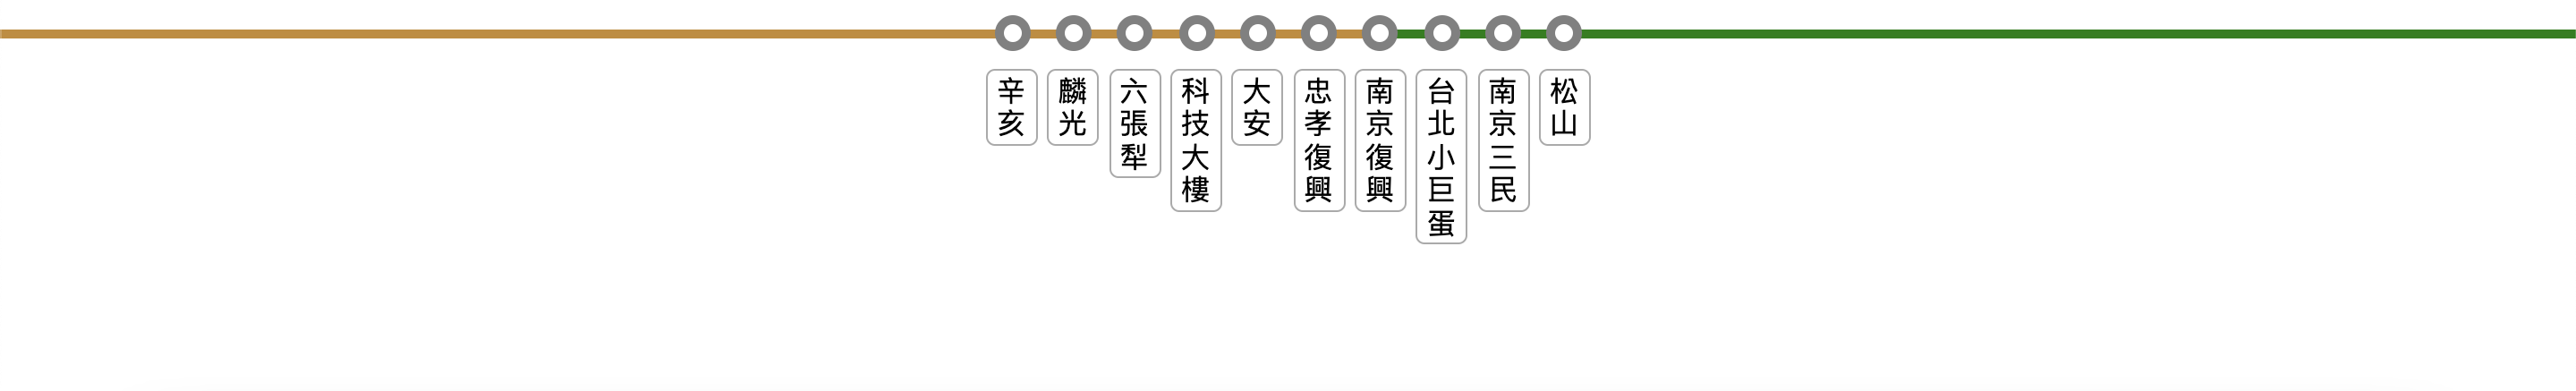 辛亥
麟光
六張犁
科技大樓
大安
忠孝復興
南京復興
台北小巨蛋
南京三民
松山